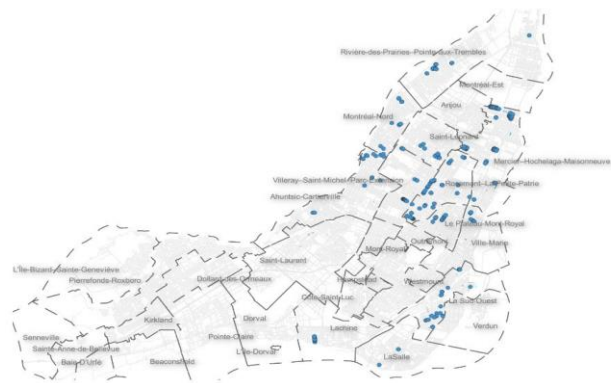 Rivière-des-Prairies-Pointe-aux-Trembles
Montréal-Est
Anjou
Montréal-Nord
Saint-Léonard
Mercier-Hochelaga-Maisonneuve
Villeray-Saint-Michel-Parc-Extension
Rosemont-La Petite-Patrie
Ahuntsic-Cartierville
Le Plateau-Mont-Royal
Outremont
Ville-Marie
Mont-Royal
Saint-Laurent
L'Île-Bizard-Sainte-Geneviève
Pierrefonds-Roxboro
Dollard-des-Ormeaux
Hampstead
Westmount
Côte-Saint-Luc
Le Sud-Ouest
Kirkland
Dorval
Lachine
Verdun
Senneville
Pointe-Claire
Sainte-Anne-de-Bellevue
L'Île-Dorval
LaSalle
Baie-D'Urfé
Beaconsfield